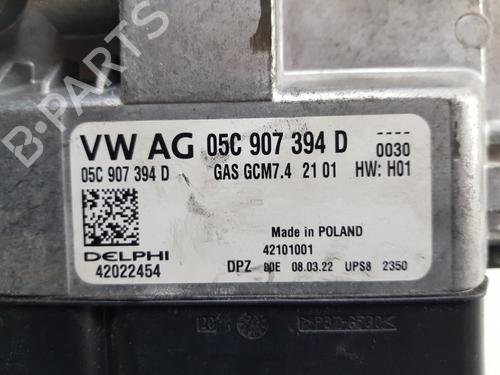 B-PARTS
VW AG 05C 907 394 D
----
0030
05C 907 394 D GAS GCM7.4 21 01 HW: H01
Made in POLAND
DELPHI 42101001
42022454 DPZ BDE 08.03.22 UPS8 2350